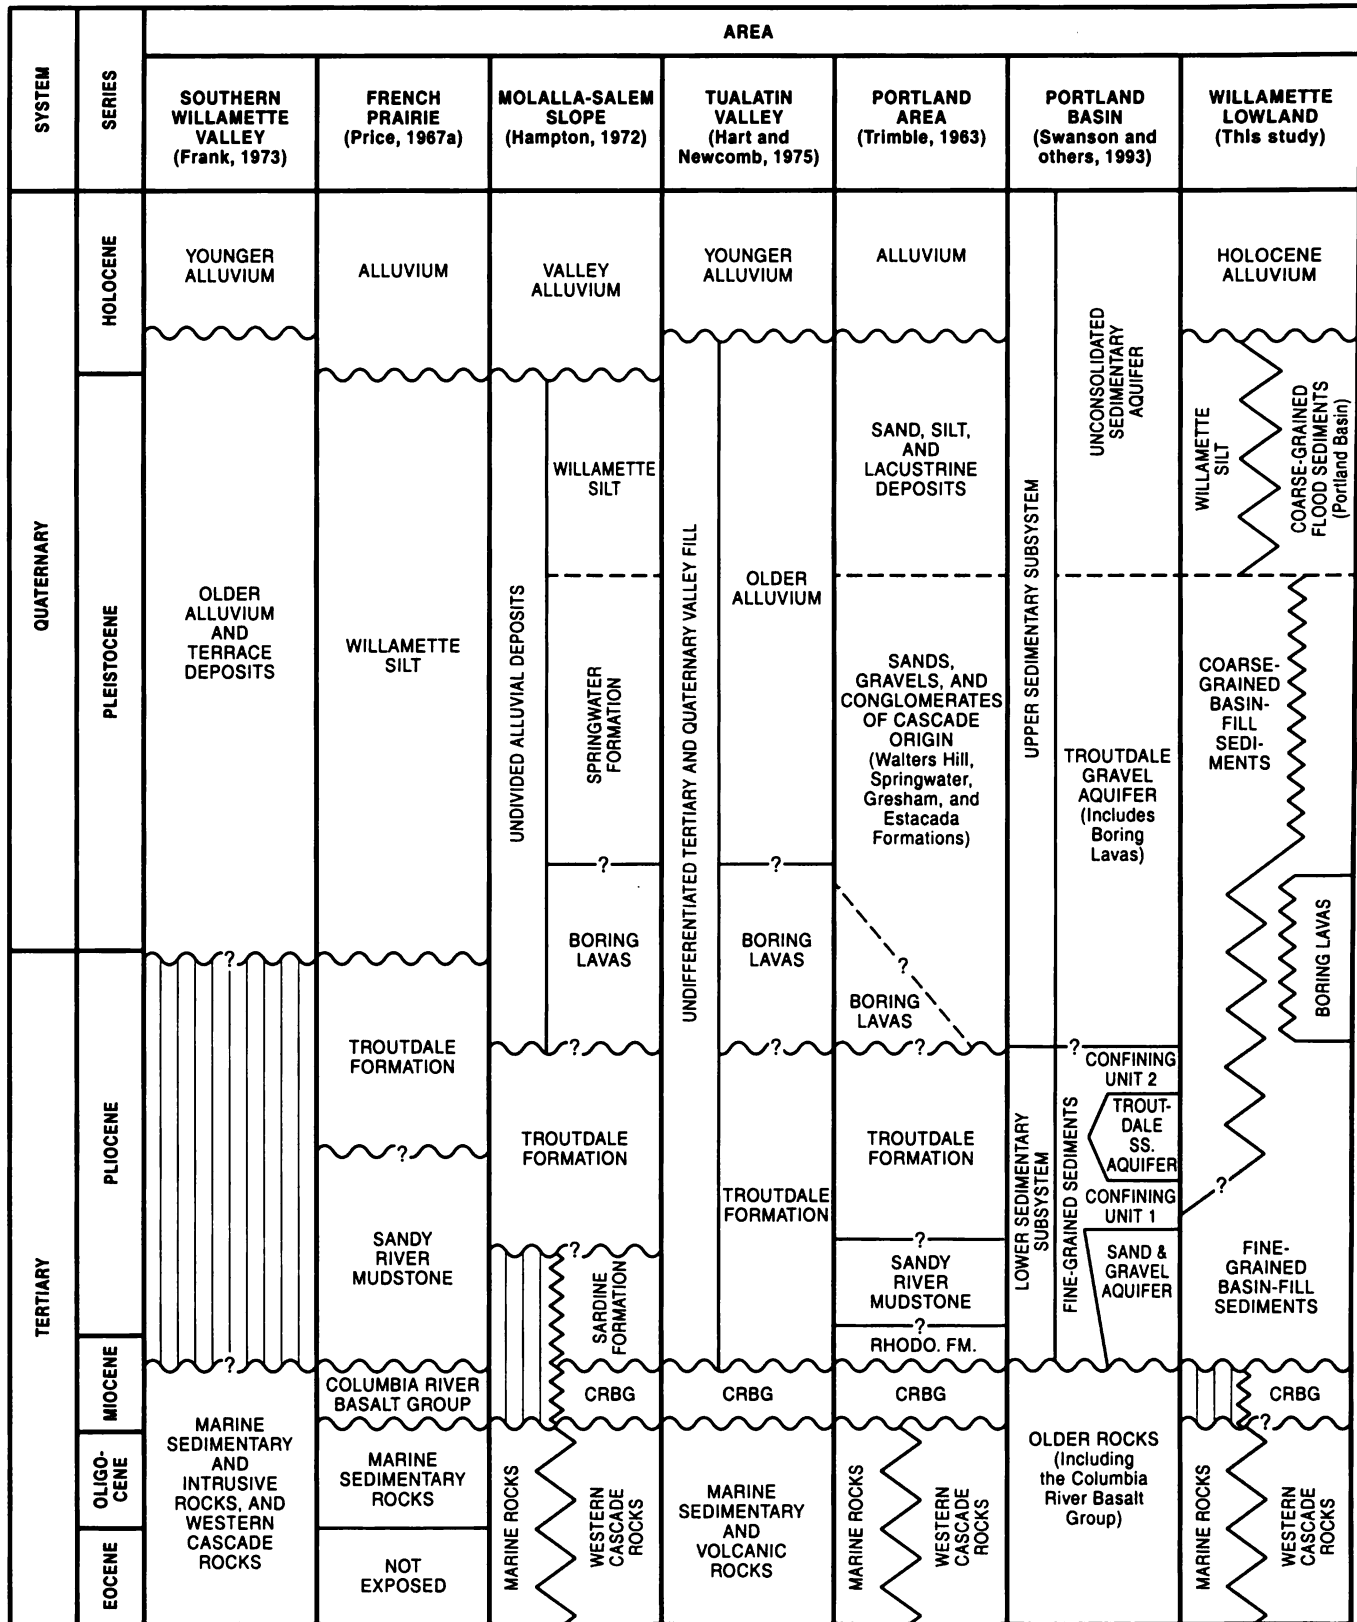 AREA
SYSTEM
SERIES
SOUTHERN
WILLAMETTE
VALLEY
(Frank, 1973)
FRENCH
PRAIRIE
(Price, 1967a)
MOLALLA-SALEM
SLOPE
(Hampton, 1972)
TUALATIN
VALLEY
(Hart and
Newcomb, 1975)
PORTLAND
AREA
(Trimble, 1963)
PORTLAND
BASIN
(Swanson and
others, 1993)
WILLAMETTE
LOWLAND
(This study)
QUATERNARY
TERTIARY
HOLOCENE
PLEISTOCENE
PLIOCENE
MIOCENE
OLIGO-
CENE
EOCENE
YOUNGER
ALLUVIUM
OLDER
ALLUVIUM
AND
TERRACE
DEPOSITS
?
?
MARINE
SEDIMENTARY
AND
INTRUSIVE
ROCKS, AND
WESTERN
CASCADE
ROCKS
ALLUVIUM
WILLAMETTE
SILT
TROUTDALE
FORMATION
?
SANDY
RIVER
MUDSTONE
COLUMBIA RIVER
BASALT GROUP
MARINE
SEDIMENTARY
ROCKS
NOT
EXPOSED
VALLEY
ALLUVIUM
UNDIVIDED ALLUVIAL DEPOSITS
WILLAMETTE
SILT
SPRINGWATER
FORMATION
?
BORING
LAVAS
?
TROUTDALE
FORMATION
?
SARDINE
FORMATION
CRBG
MARINE ROCKS
WESTERN
CASCADE
ROCKS
YOUNGER
ALLUVIUM
UNDIFFERENTIATED TERTIARY AND QUATERNARY VALLEY FILL
OLDER
ALLUVIUM
?
BORING
LAVAS
?
TROUTDALE
FORMATION
CRBG
MARINE
SEDIMENTARY
AND
VOLCANIC
ROCKS
ALLUVIUM
SAND, SILT,
AND
LACUSTRINE
DEPOSITS
SANDS,
GRAVELS, AND
CONGLOMERATES
OF CASCADE
ORIGIN
(Walters Hill,
Springwater,
Gresham, and
Estacada
Formations)
?
BORING
LAVAS
?
TROUTDALE
FORMATION
?
SANDY
RIVER
MUDSTONE
?
RHODO. FM.
CRBG
MARINE ROCKS
WESTERN
CASCADE
ROCKS
UPPER SEDIMENTARY SUBSYSTEM
UNCONSOLIDATED
SEDIMENTARY
AQUIFER
TROUTDALE
GRAVEL
AQUIFER
(Includes
Boring
Lavas)
?
LOWER SEDIMENTARY
SUBSYSTEM
FINE-GRAINED SEDIMENTS
CONFINING
UNIT 2
TROUT-
DALE
SS.
AQUIFER
CONFINING
UNIT 1
SAND &
GRAVEL
AQUIFER
OLDER ROCKS
(Including
the Columbia
River Basalt
Group)
HOLOCENE
ALLUVIUM
WILLAMETTE
SILT
COARSE-GRAINED
FLOOD SEDIMENTS
(Portland Basin)
COARSE-
GRAINED
BASIN-
FILL
SEDI-
MENTS
BORING LAVAS
?
FINE-
GRAINED
BASIN-FILL
SEDIMENTS
CRBG
?
MARINE ROCKS
WESTERN
CASCADE
ROCKS